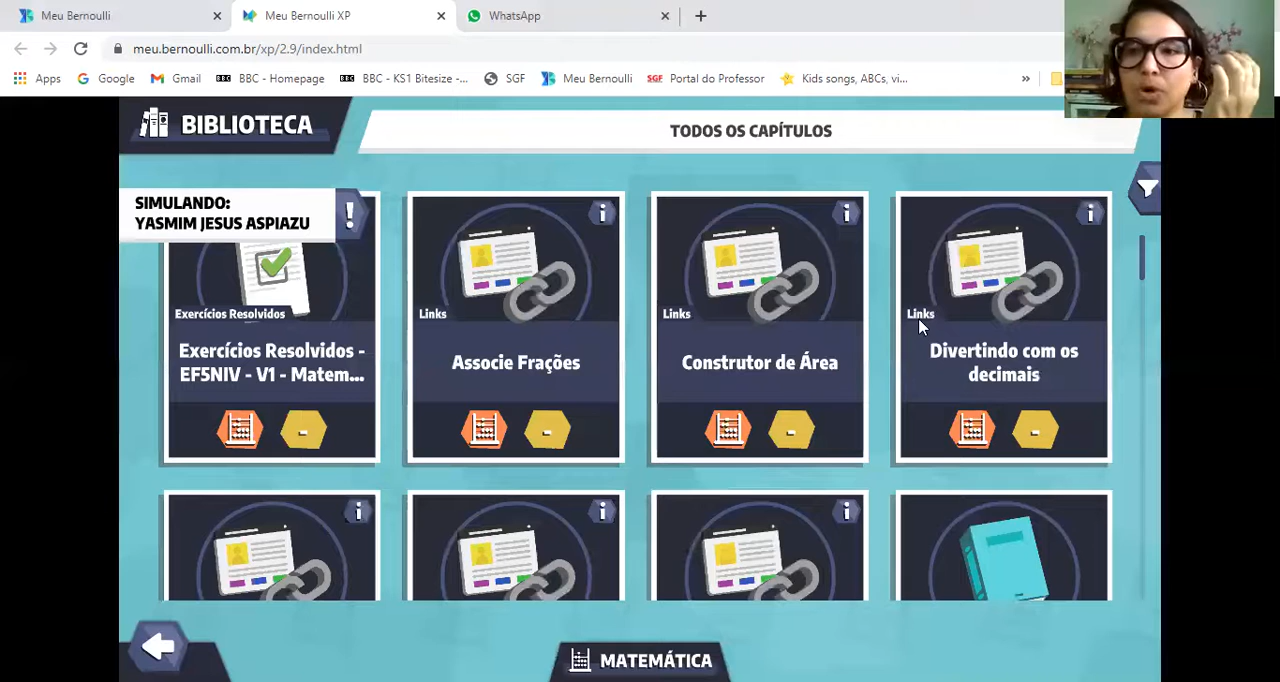 Meu Bernoulli
Meu Bernoulli XP
WhatsApp
meu.bernoulli.com.br/xp/2.9/index.html
Apps
Google
Gmail
BBC BBC - Homepage
BBC BBC - KS1 Bitesize -...
SGF
Meu Bernoulli
SGF Portal do Professor
Kids songs, ABCs, vi...
»
BIBLIOTECA
TODOS OS CAPÍTULOS
SIMULANDO:
YASMIM JESUS ASPIAZU
!
i
i
i
Exercícios Resolvidos
Links
Links
Links
Exercícios Resolvidos -
EF5NIV - V1 - Matem...
Associe Frações
Construtor de Área
Divertindo com os
decimais
-
-
-
-
i
i
i
MATEMÁTICA